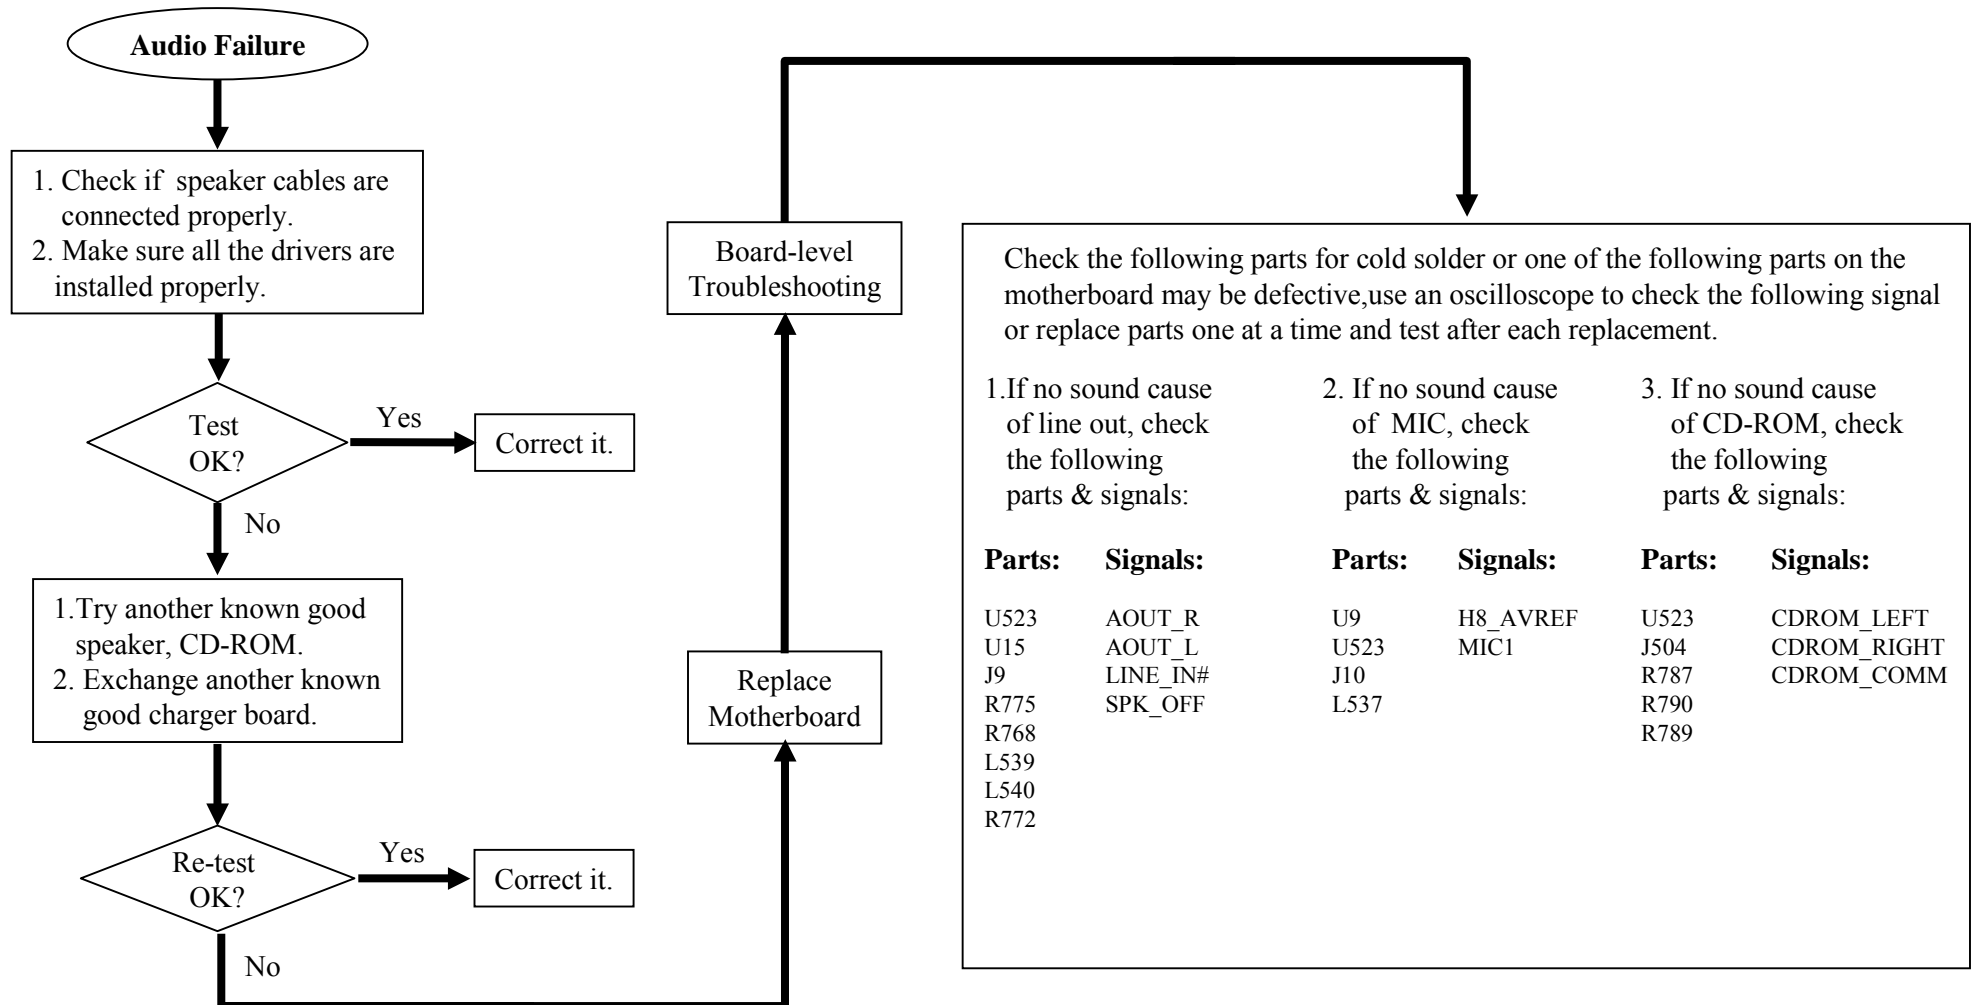 Audio Failure
1. Check if  speaker cables are
connected properly.
2. Make sure all the drivers are
installed properly.
Test
OK?
Yes
Correct it.
No
1.Try another known good
speaker, CD-ROM.
2. Exchange another known
good charger board.
Re-test
OK?
Yes
Correct it.
No
Replace
Motherboard
Board-level
Troubleshooting
Check the following parts for cold solder or one of the following parts on the
motherboard may be defective,use an oscilloscope to check the following signal
or replace parts one at a time and test after each replacement.
1.If no sound cause
of line out, check
the following
parts & signals:
Parts: Signals:
U523 AOUT_R
U15 AOUT_L
J9 LINE_IN#
R775 SPK_OFF
R768
L539
L540
R772
2. If no sound cause
of  MIC, check
the following
parts & signals:
Parts: Signals:
U9 H8_AVREF
U523 MIC1
J10
L537
3. If no sound cause
of CD-ROM, check
the following
parts & signals:
Parts: Signals:
U523 CDROM_LEFT
J504 CDROM_RIGHT
R787 CDROM_COMM
R790
R789